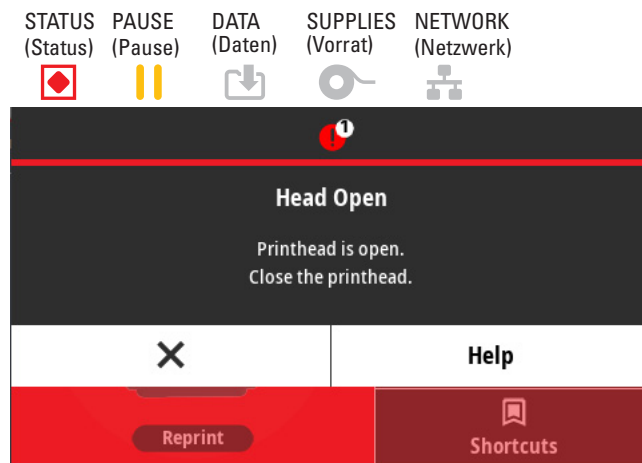 STATUS PAUSE DATA SUPPLIES NETWORK
(Status) (Pause) (Daten) (Vorrat) (Netzwerk)
1
Head Open
Printhead is open.
Close the printhead.
Help
Reprint
Shortcuts